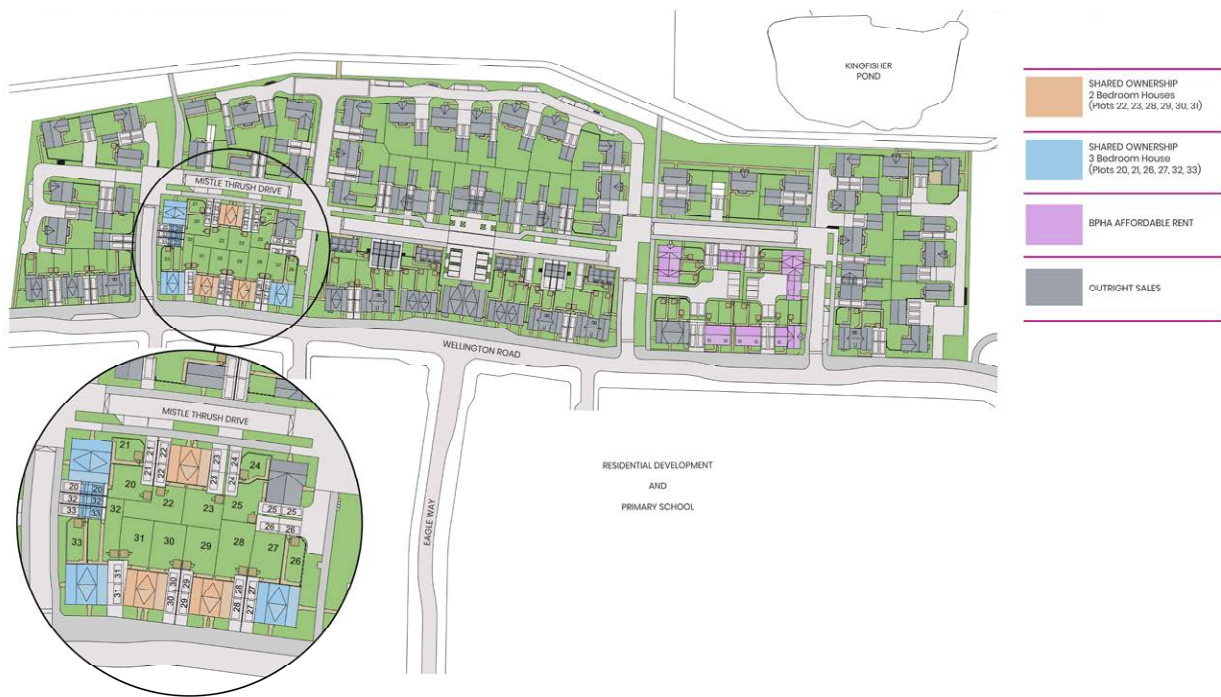 KINGFISHER
POND
SHARED OWNERSHIP
2 Bedroom Houses
(Plots 22, 23, 28, 29, 30, 31)
SHARED OWNERSHIP
3 Bedroom House
(Plots 20, 21, 26, 27, 32, 33)
BPHA AFFORDABLE RENT
OUTRIGHT SALES
MISTLE THRUSH DRIVE
WELLINGTON ROAD
EAGLE WAY
RESIDENTIAL DEVELOPMENT
AND
PRIMARY SCHOOL
MISTLE THRUSH DRIVE
21
21
22
23
24
24
21
22
23
24
20
20
20
22
23
25
32
32
32
33
33
25
25
26
26
33
31
30
29
28
27
26
31
31
30
30
29
29
28
28
27
27